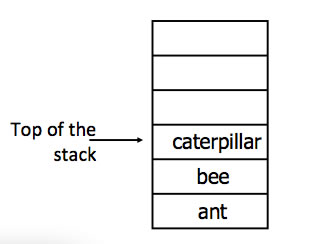 Top of the
stack
caterpillar
bee
ant